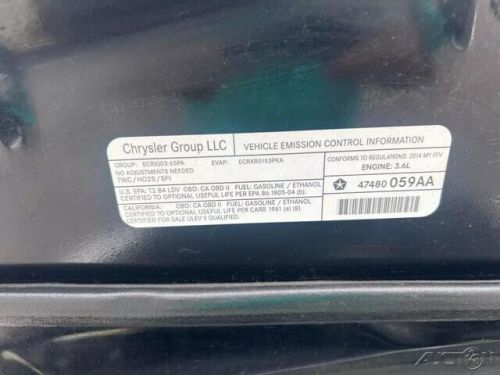 Chrysler Group LLC
VEHICLE EMISSION CONTROL INFORMATION
GROUP: ECRXJ03.65PA EVAP: ECRXR0153PKA
NO ADJUSTMENTS NEEDED
TWC/HO2S/SFI
CONFORMS TO REGULATIONS: 2014 MY FFV
ENGINE: 3.6L
U.S. EPA: T2 B4 LDV OBD: CA OBD II FUEL: GASOLINE / ETHANOL
CERTIFIED TO OPTIONAL USEFUL LIFE PER EPA 86.1805-04 (b).
CALIFORNIA: OBD: CA OBD II FUEL: GASOLINE / ETHANOL
CERTIFIED TO OPTIONAL USEFUL LIFE PER CARB 1961 (a) (8).
CERTIFIED FOR SALE ULEV II QUALIFIED.
47480 059AA